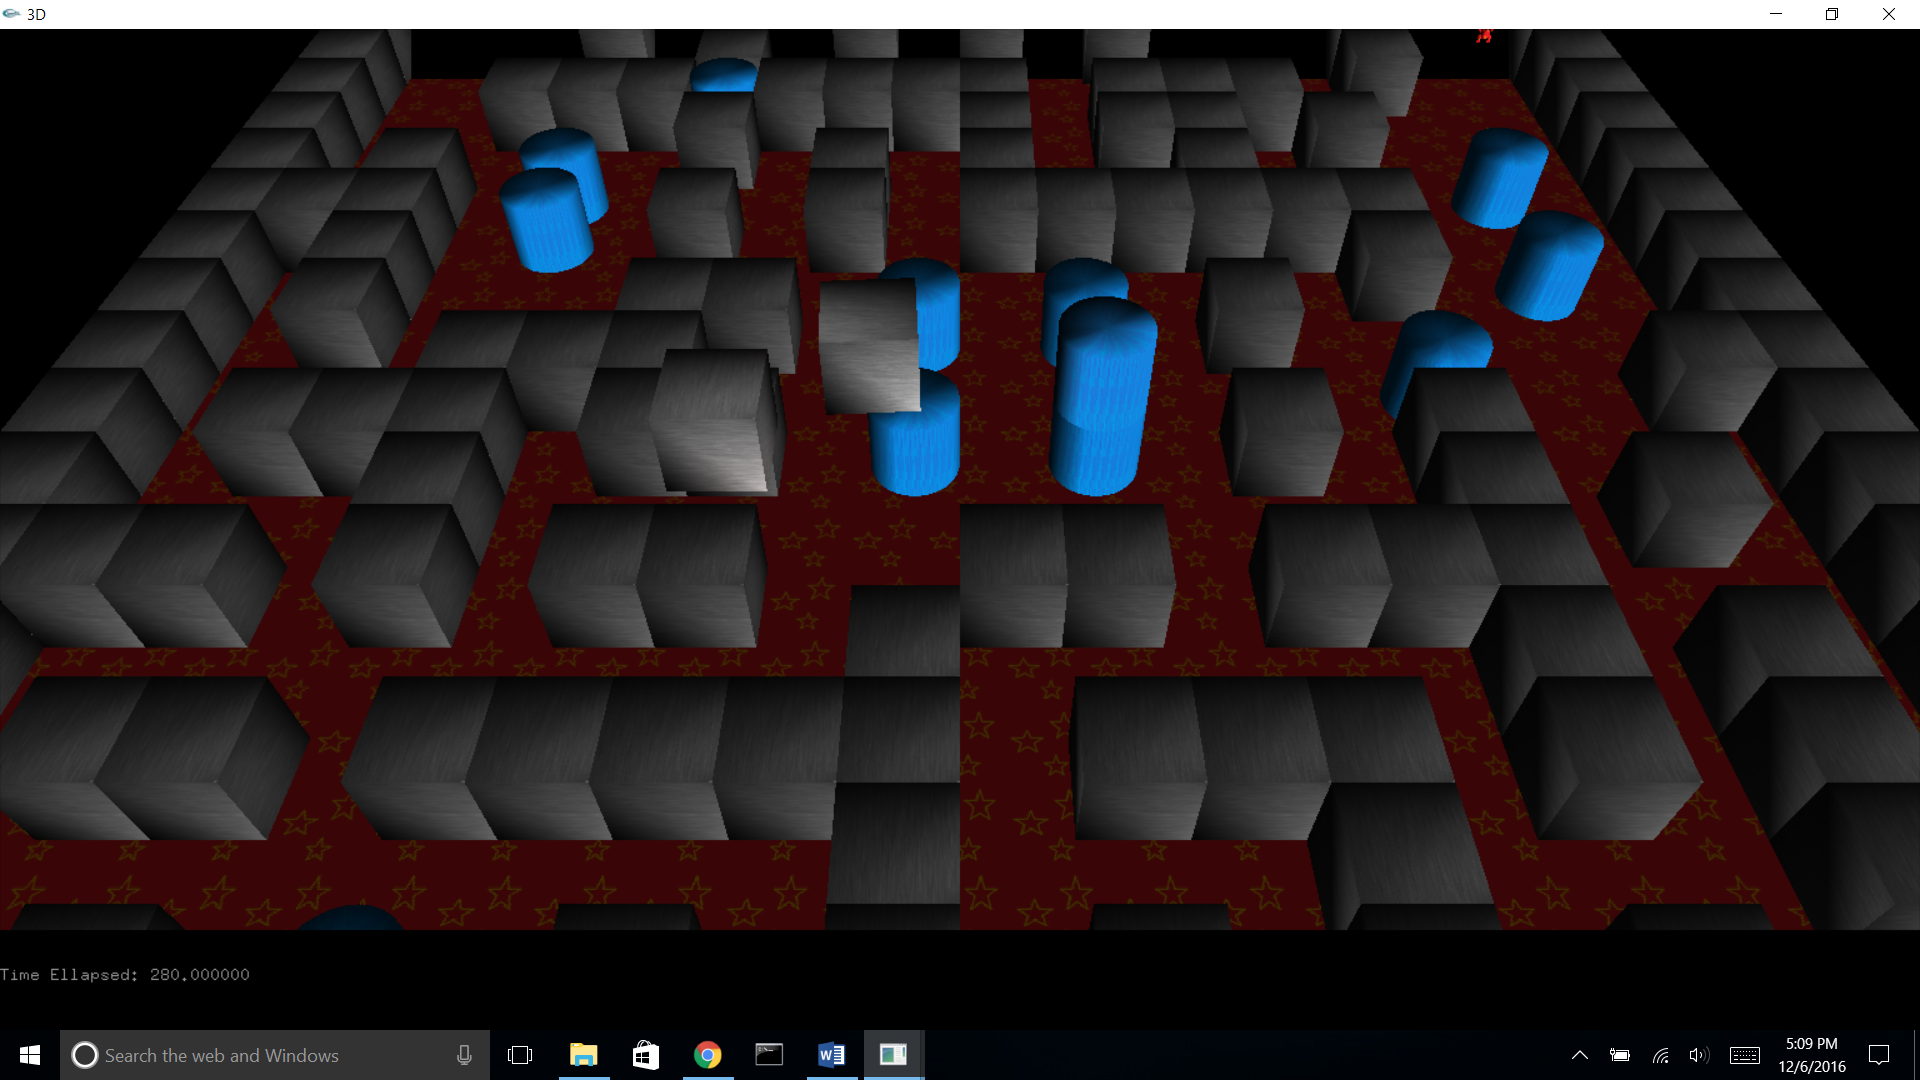 3D
Time Ellapsed: 280.000000
Search the web and Windows
5:09 PM
12/6/2016